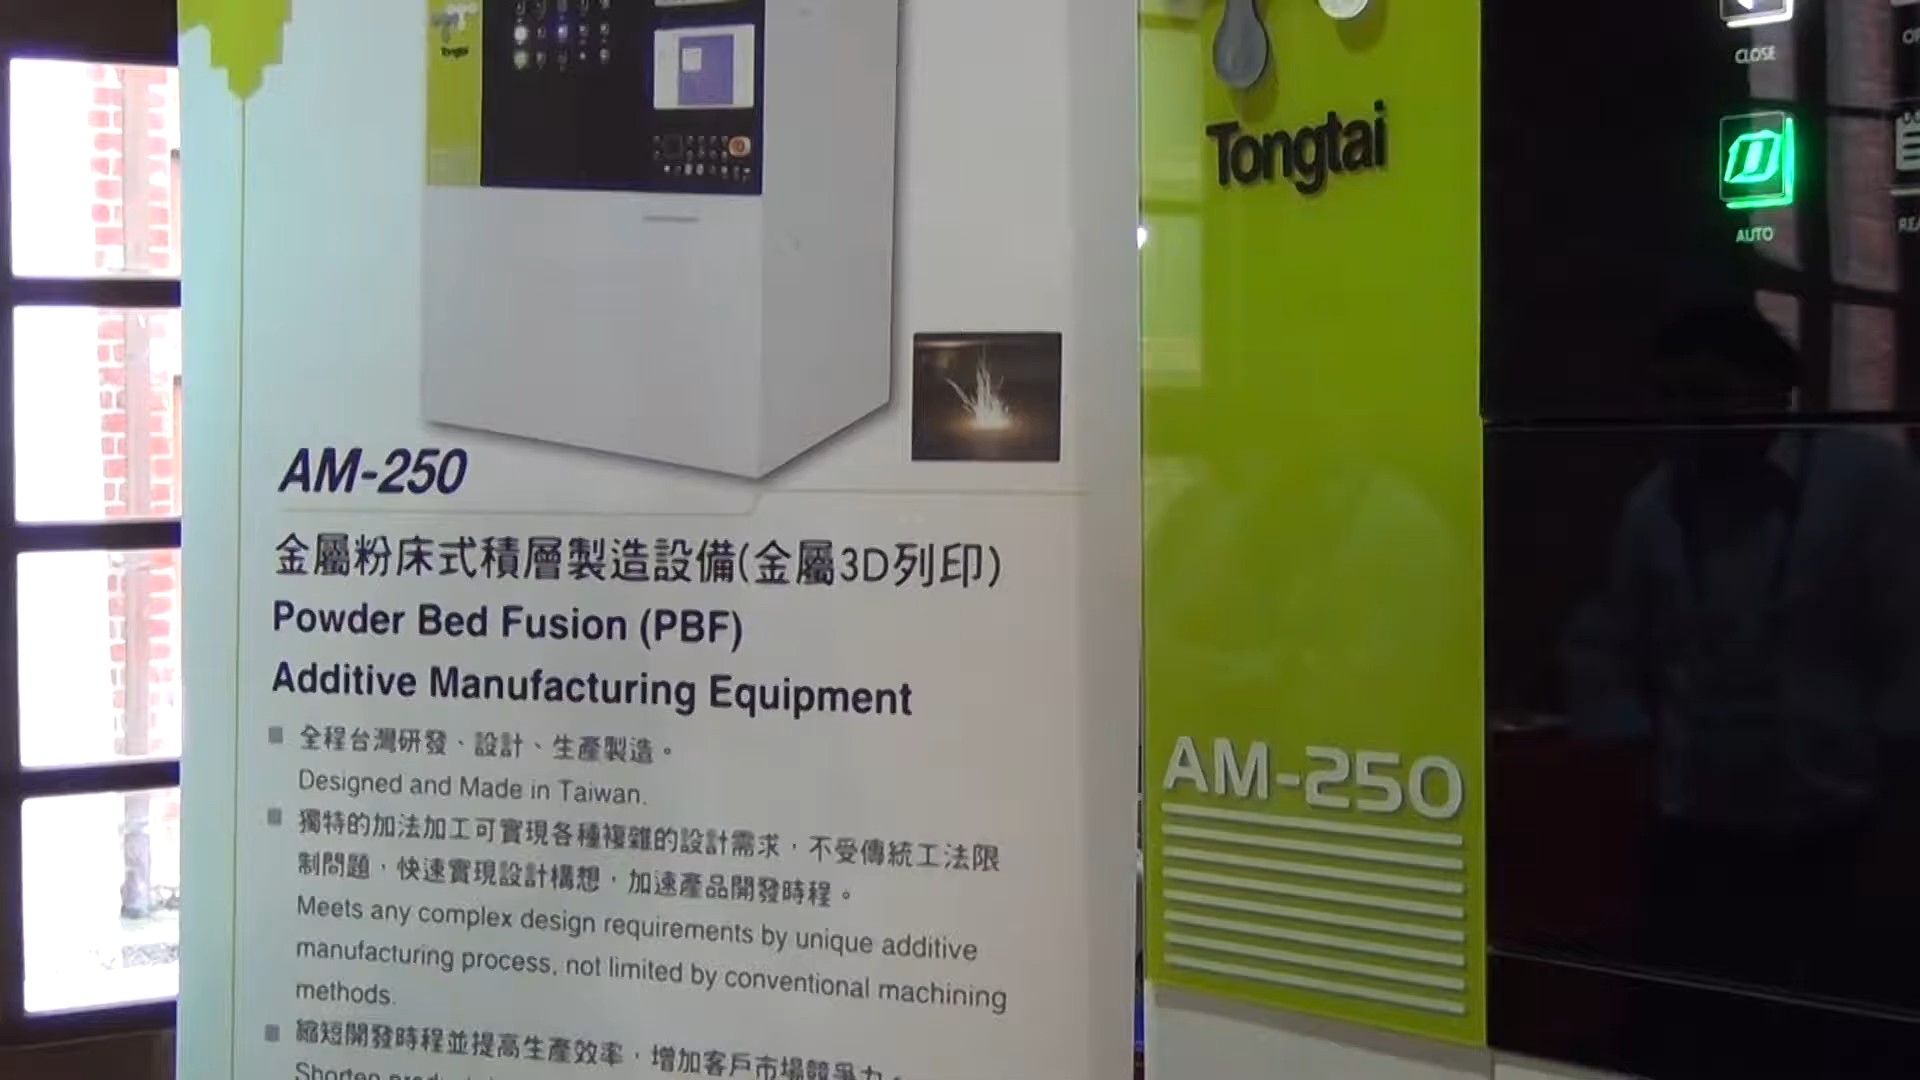 Tongtai
AM-250
金屬粉床式積層製造設備(金屬3D列印)
Powder Bed Fusion (PBF)
Additive Manufacturing Equipment
全程台灣研發、設計、生產製造。
Designed and Made in Taiwan.
獨特的加法加工可實現各種複雜的設計需求，不受傳統工法限
制問題，快速實現設計構想，加速產品開發時程。
Meets any complex design requirements by unique additive
manufacturing process, not limited by conventional machining
methods.
縮短開發時程並提高生產效率，增加客戶市場競爭力。
Shorten
Tongtai
AM-250
CLOSE
AUTO